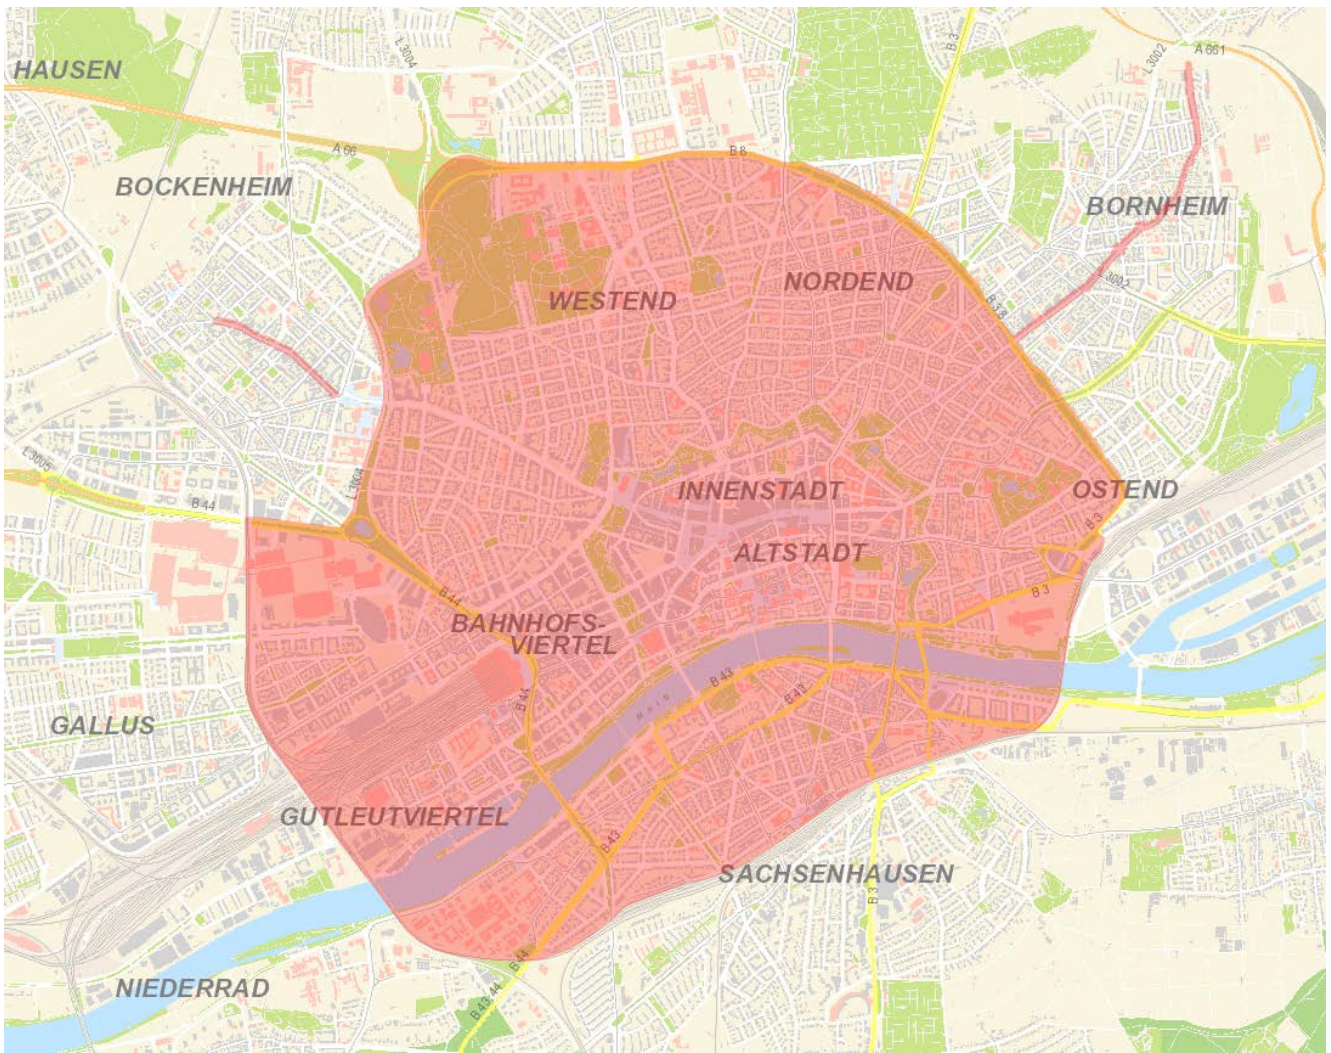 L 3002
A 661
B 3
L 3004
HAUSEN
A 66
B 8
BOCKENHEIM
BORNHEIM
L 3002
NORDEND
WESTEND
B 3 8
L 3005
B 44
L 3004
INNENSTADT
OSTEND
B 3
ALTSTADT
B 3
B 44
BAHNHOFS-
VIERTEL
B 43
B 43
B 44
Main
GALLUS
GUTLEUTVIERTEL
B 43
SACHSENHAUSEN
B 3
B 44
NIEDERRAD
B 43 44